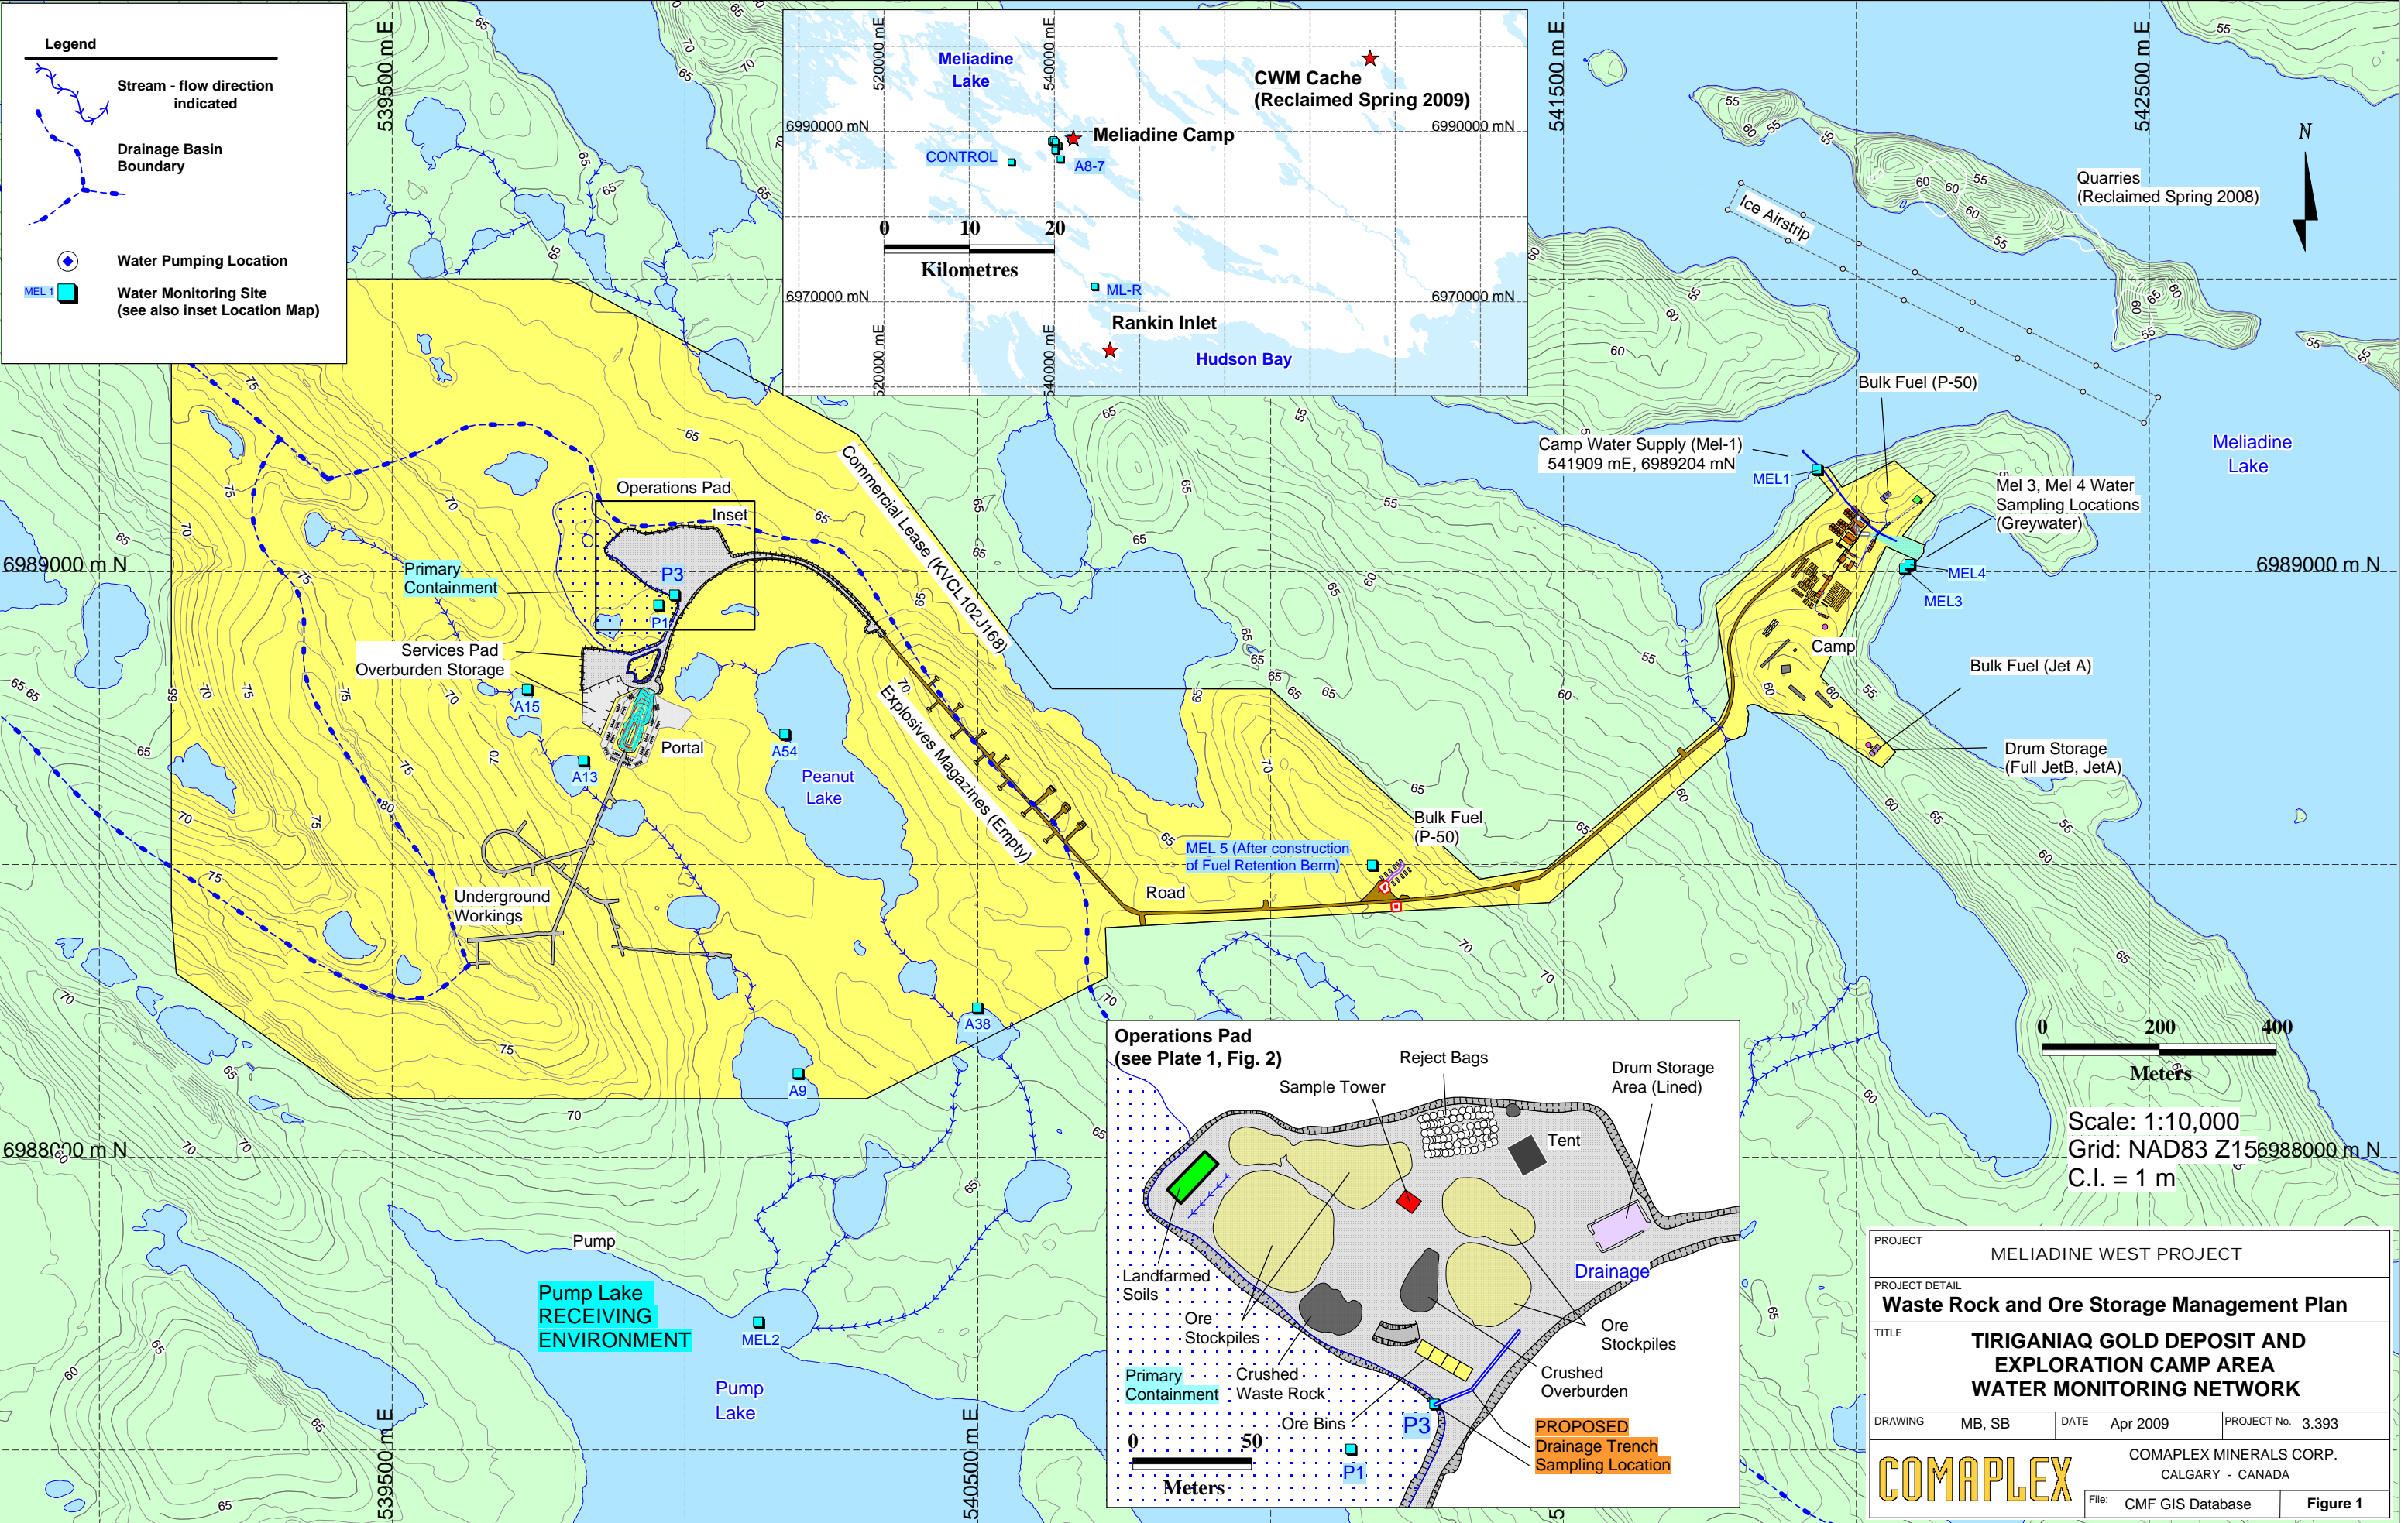 Legend
Stream - flow direction
indicated
Drainage Basin
Boundary
Water Pumping Location
MEL 1
Water Monitoring Site
(see also inset Location Map)
539500 m E
520000 mE
540000 mE
Meliadine
Lake
CWM Cache
(Reclaimed Spring 2009)
6990000 mN
Meliadine Camp
6990000 mN
CONTROL
A8-7
0 10 20
Kilometres
ML-R
6970000 mN
6970000 mN
Rankin Inlet
Hudson Bay
520000 mE
540000 mE
541500 m E
542500 m E
N
Quarries
(Reclaimed Spring 2008)
Ice Airstrip
Bulk Fuel (P-50)
Camp Water Supply (Mel-1)
541909 mE, 6989204 mN
MEL1
Meliadine
Lake
Mel 3, Mel 4 Water
Sampling Locations
(Greywater)
MEL4
MEL3
6989000 m N
6989000 m N
Camp
Bulk Fuel (Jet A)
Drum Storage
(Full JetB, JetA)
Operations Pad
Inset
Commercial Lease (KVCL102J168)
Primary
Containment
P3
P1
Services Pad
Overburden Storage
A15
A13
A54
Portal
Peanut
Lake
Explosives Magazines (Empty)
Underground
Workings
MEL 5 (After construction
of Fuel Retention Berm)
Bulk Fuel
(P-50)
Road
A38
A9
6988000 m N
6988000 m N
Pump
Pump Lake
RECEIVING
ENVIRONMENT
MEL2
Pump
Lake
539500 m E
540500 m E
Operations Pad
(see Plate 1, Fig. 2)
Reject Bags
Sample Tower
Drum Storage
Area (Lined)
Tent
Landfarmed
Soils
Drainage
Ore
Stockpiles
Ore
Stockpiles
Primary
Containment
Crushed
Waste Rock
Crushed
Overburden
Ore Bins
P3
P1
PROPOSED
Drainage Trench
Sampling Location
0 50
Meters
0 200 400
Meters
Scale: 1:10,000
Grid: NAD83 Z15
C.I. = 1 m
PROJECT
MELIADINE WEST PROJECT
PROJECT DETAIL
Waste Rock and Ore Storage Management Plan
TITLE
TIRIGANIAQ GOLD DEPOSIT AND
EXPLORATION CAMP AREA
WATER MONITORING NETWORK
DRAWING MB, SB DATE Apr 2009 PROJECT No. 3.393
COMAPLEX
COMAPLEX MINERALS CORP.
CALGARY - CANADA
File: CMF GIS Database Figure 1